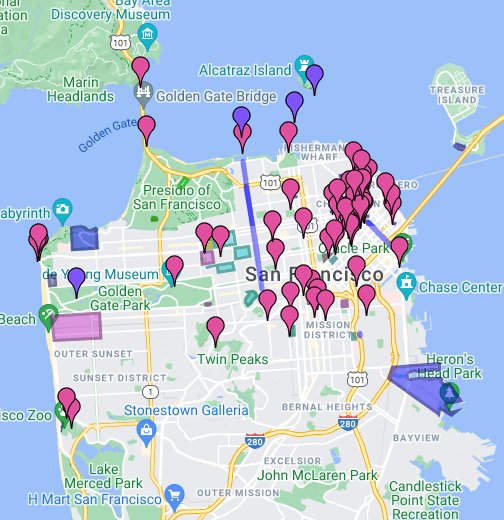 Bay Area
Discovery Museum
101
Alcatraz Island
Marin
Headlands
Golden Gate Bridge
TREASURE
ISLAND
Golden Gate
FISHERMAN'S
WHARF
101
Presidio of
San Francisco
abyrinth
Oracle Park
de Young Museum
San Francisco
Golden
Gate Park
Chase Center
Beach
MISSION
DISTRICT
OUTER SUNSET
Twin Peaks
Heron's
Head Park
SUNSET DISTRICT
101
1
Stonestown Galleria
BERNAL HEIGHTS
280
280
isco Zoo
BAYVIEW
EXCELSIOR
Lake
Merced Park
John McLaren Park
H Mart San Francisco
OUTER MISSION
Candlestick
Point State
Recreation